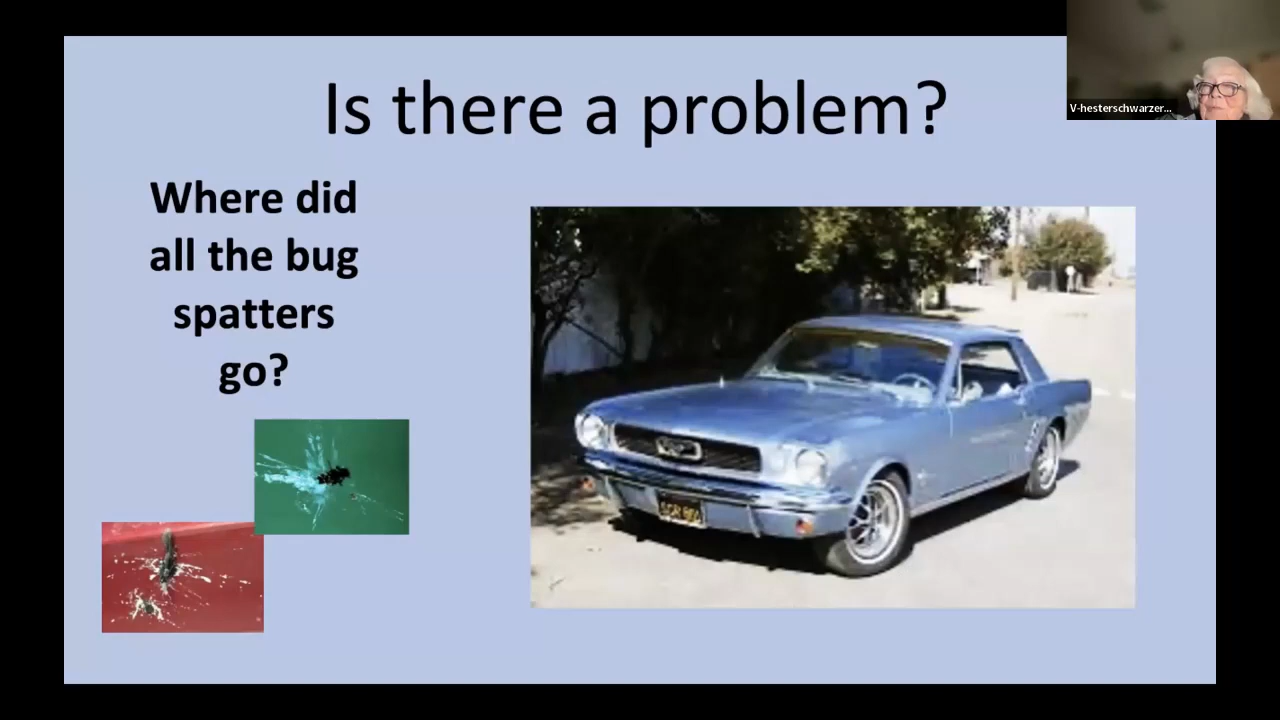 Is there a problem?
V-hesterschwarzer...
Where did
all the bug
spatters
go?